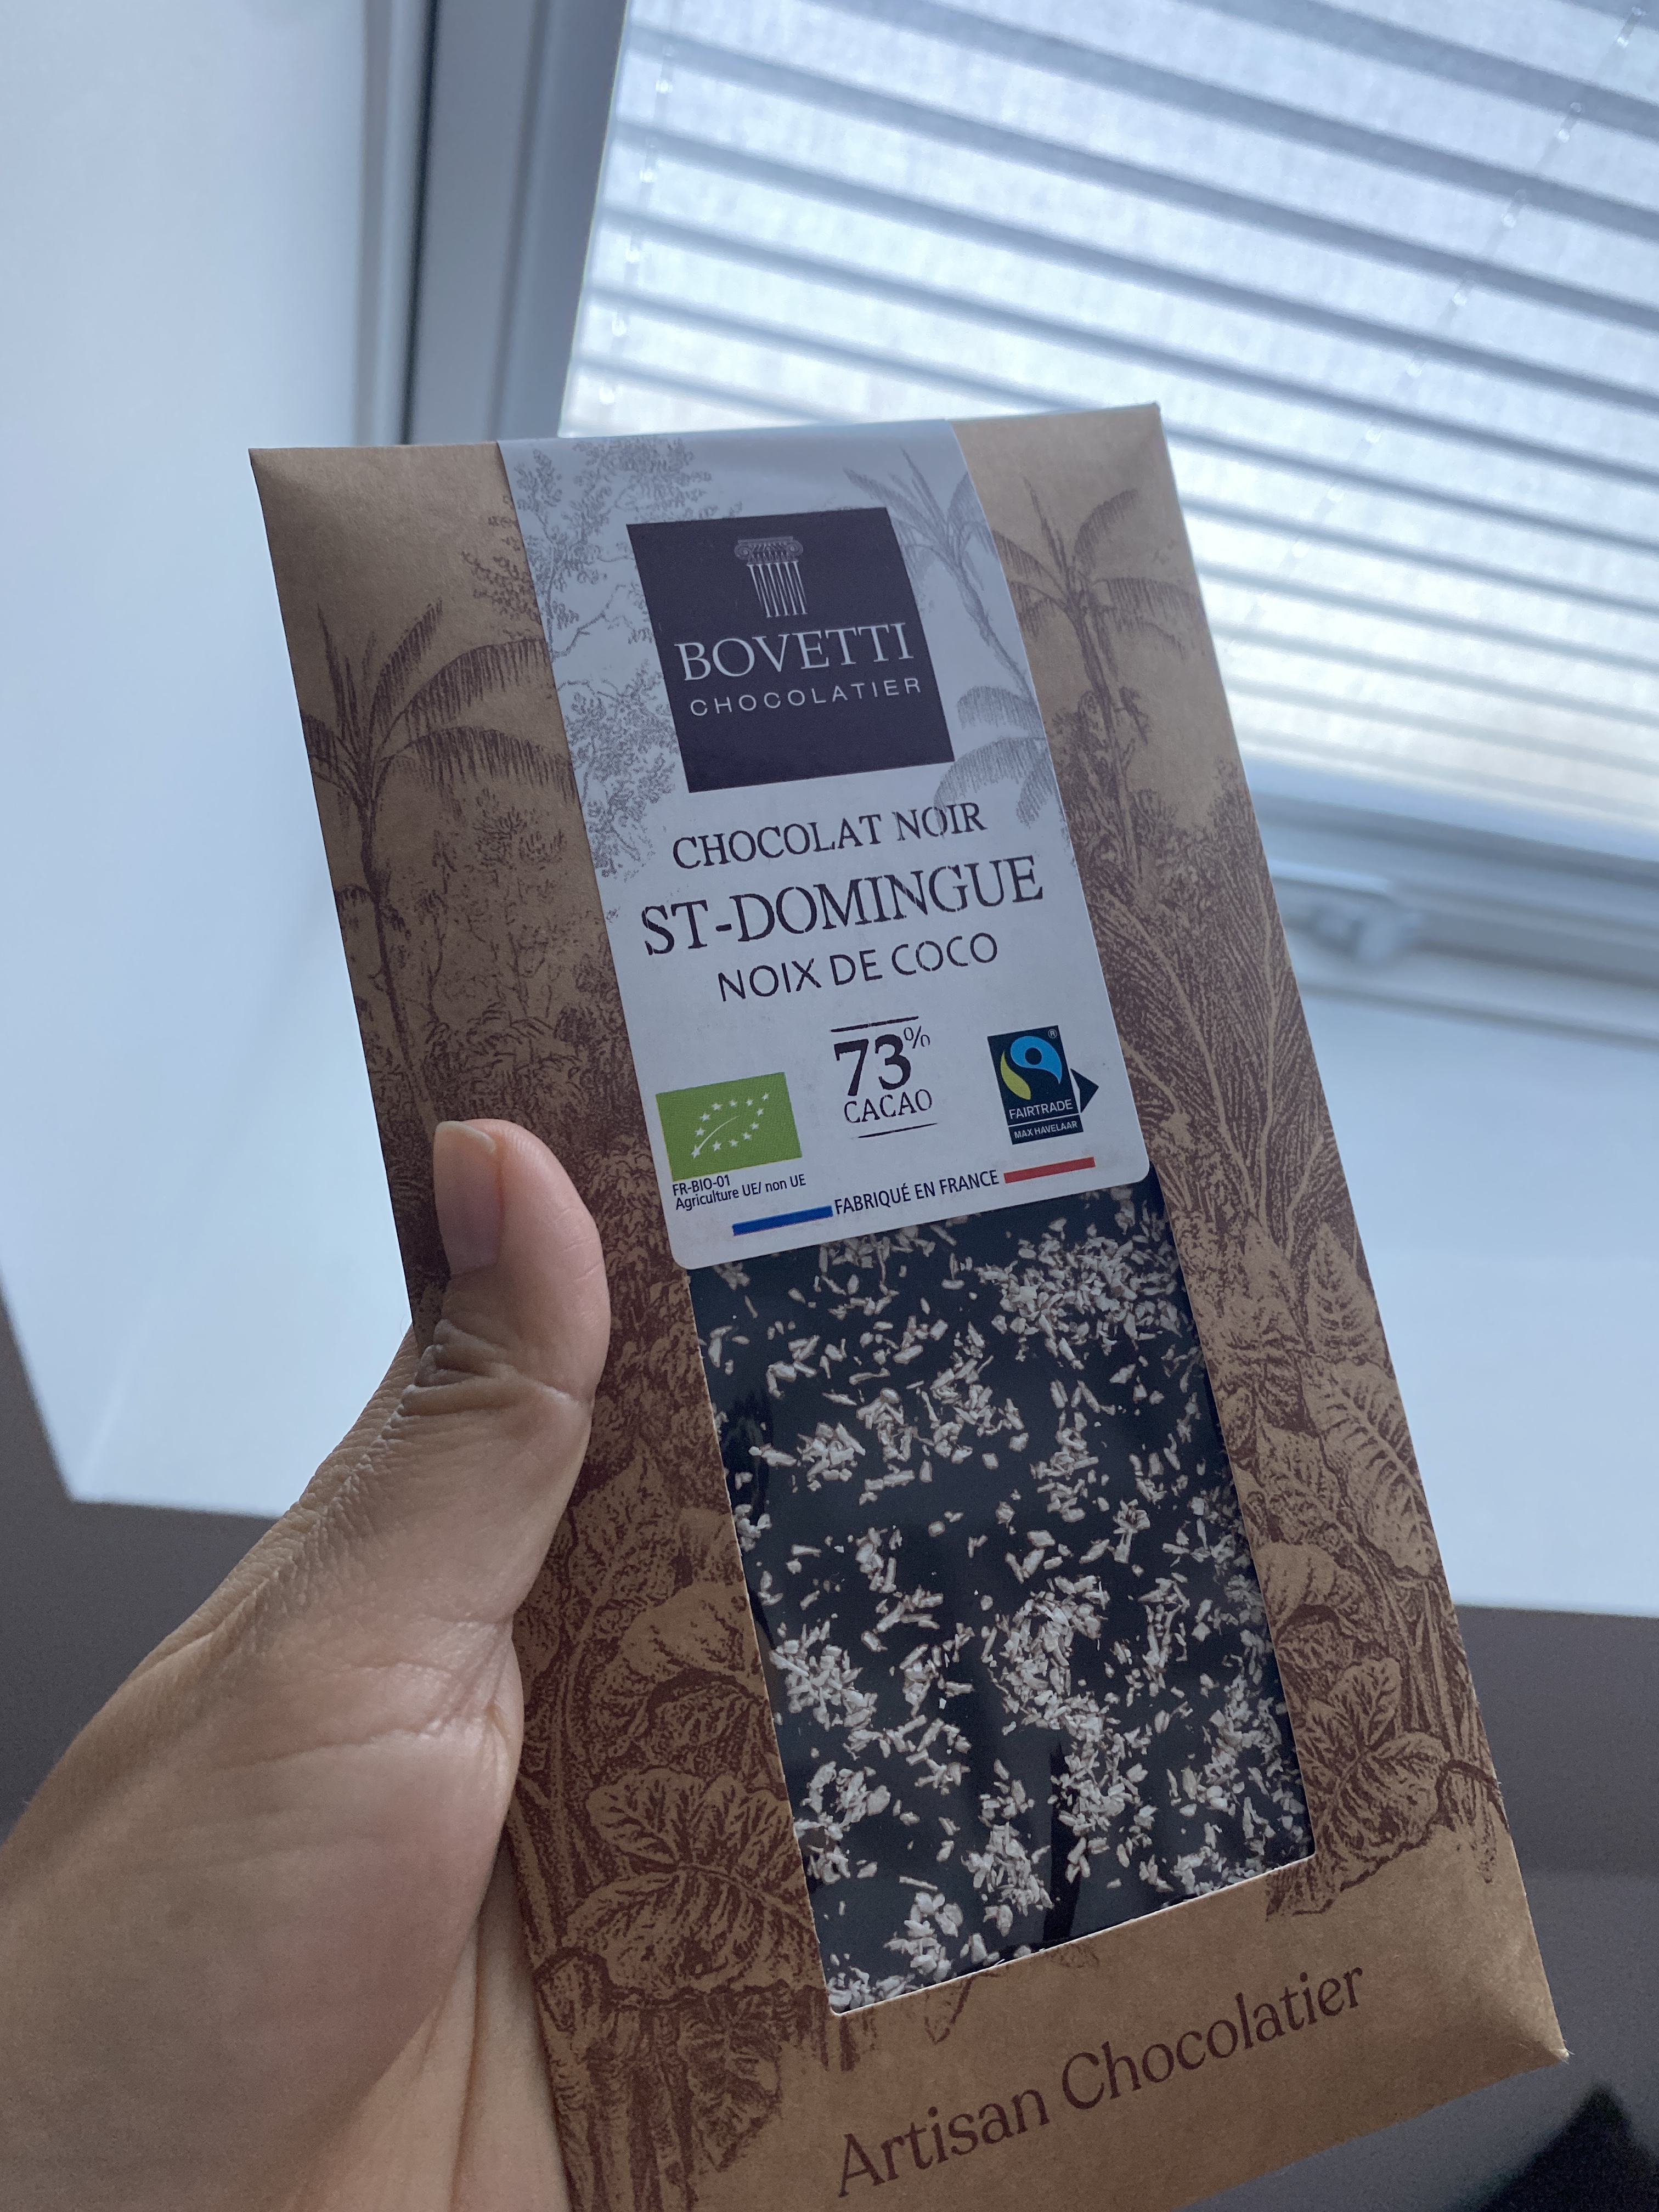 BOVETTI
CHOCOLATIER
CHOCOLAT NOIR
ST-DOMINGUE
NOIX DE COCO
73%
CACAO
FR-BIO-01
Agriculture UE/ non UE
®
FAIRTRADE
MAX HAVELAAR
FABRIQUÉ EN FRANCE
Artisan Chocolatier